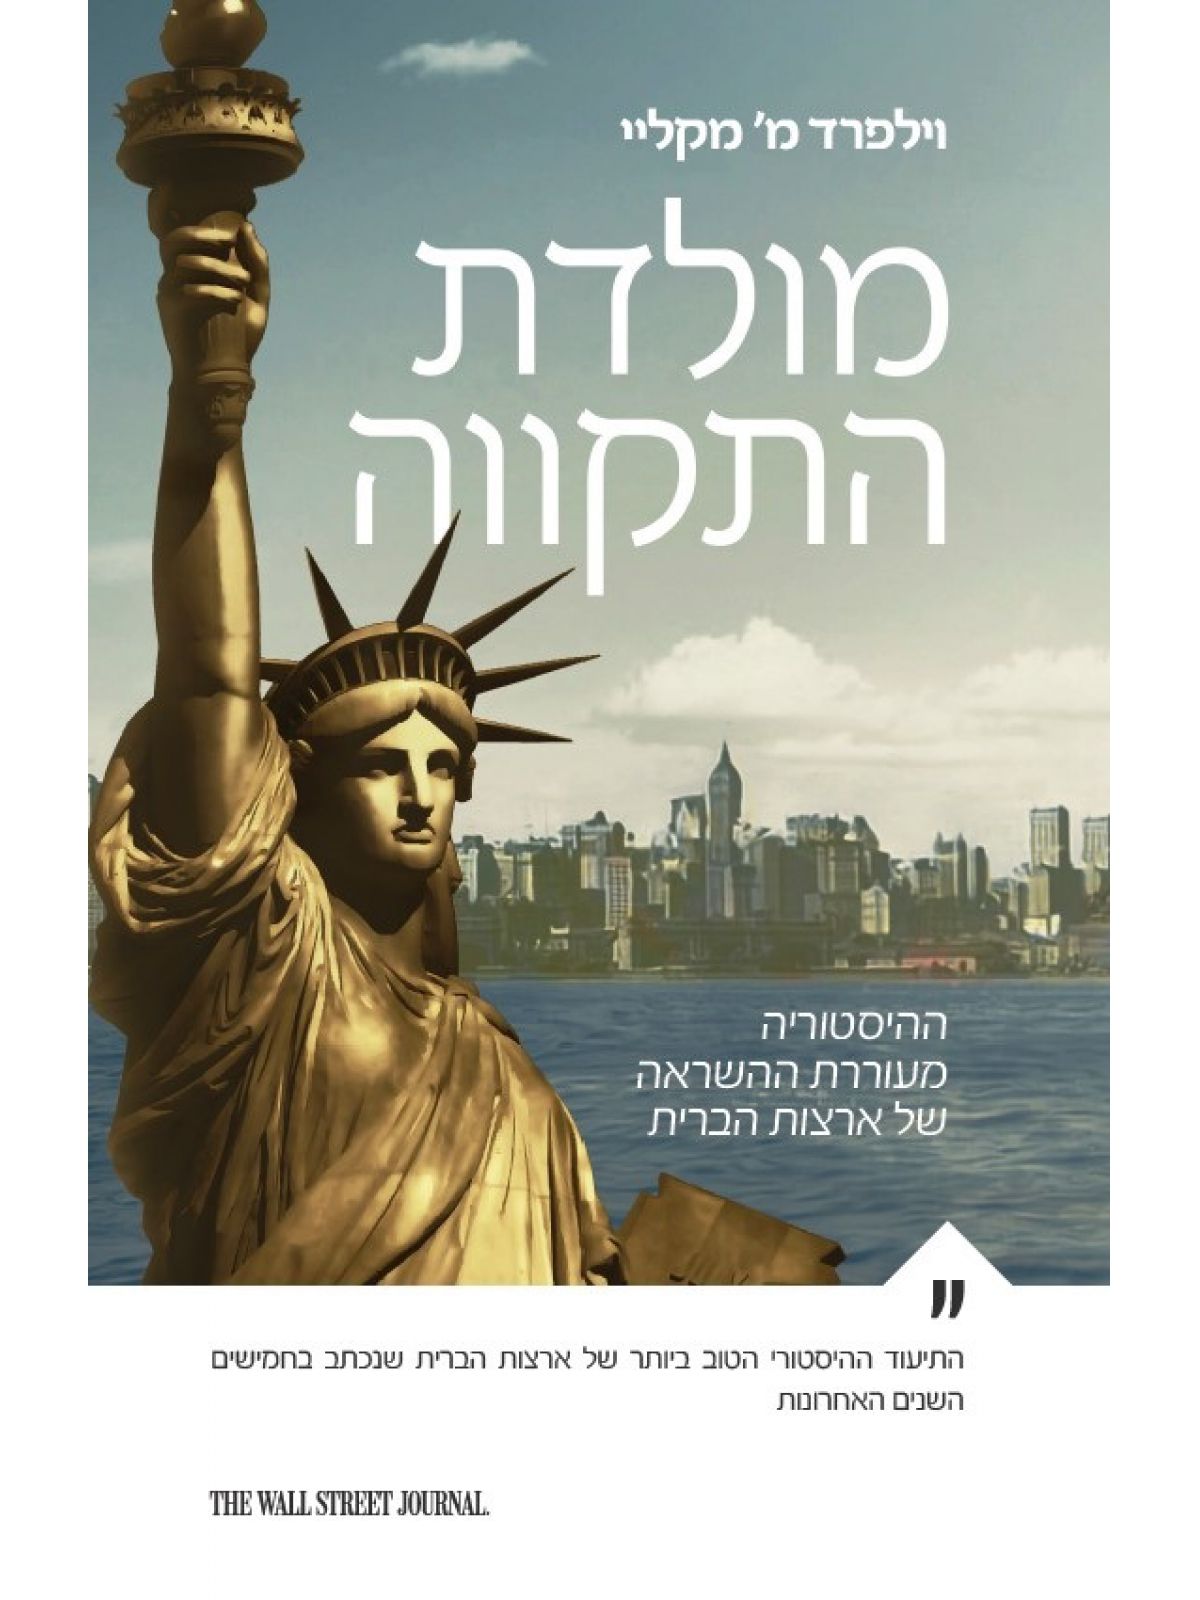 וילפרד מ׳ מקליי
מולדת
התקווה
ההיסטוריה
מעוררת ההשראה
של ארצות הברית
״
התיעוד ההיסטורי הטוב ביותר של ארצות הברית שנכתב בחמישים
השנים האחרונות
THE WALL STREET JOURNAL.